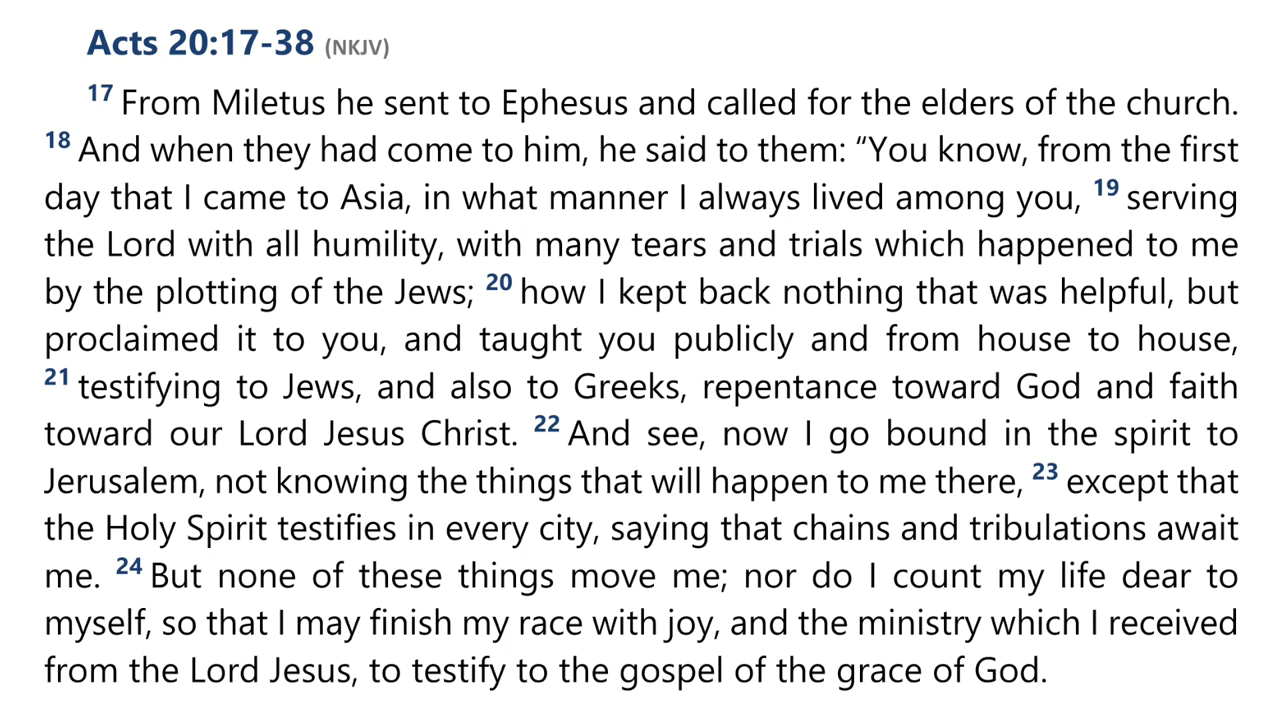 Acts 20:17-38 (NKJV)
17 From Miletus he sent to Ephesus and called for the elders of the church.
18 And when they had come to him, he said to them: “You know, from the first
day that I came to Asia, in what manner I always lived among you, 19 serving
the Lord with all humility, with many tears and trials which happened to me
by the plotting of the Jews; 20 how I kept back nothing that was helpful, but
proclaimed it to you, and taught you publicly and from house to house,
21 testifying to Jews, and also to Greeks, repentance toward God and faith
toward our Lord Jesus Christ. 22 And see, now I go bound in the spirit to
Jerusalem, not knowing the things that will happen to me there, 23 except that
the Holy Spirit testifies in every city, saying that chains and tribulations await
me. 24 But none of these things move me; nor do I count my life dear to
myself, so that I may finish my race with joy, and the ministry which I received
from the Lord Jesus, to testify to the gospel of the grace of God.